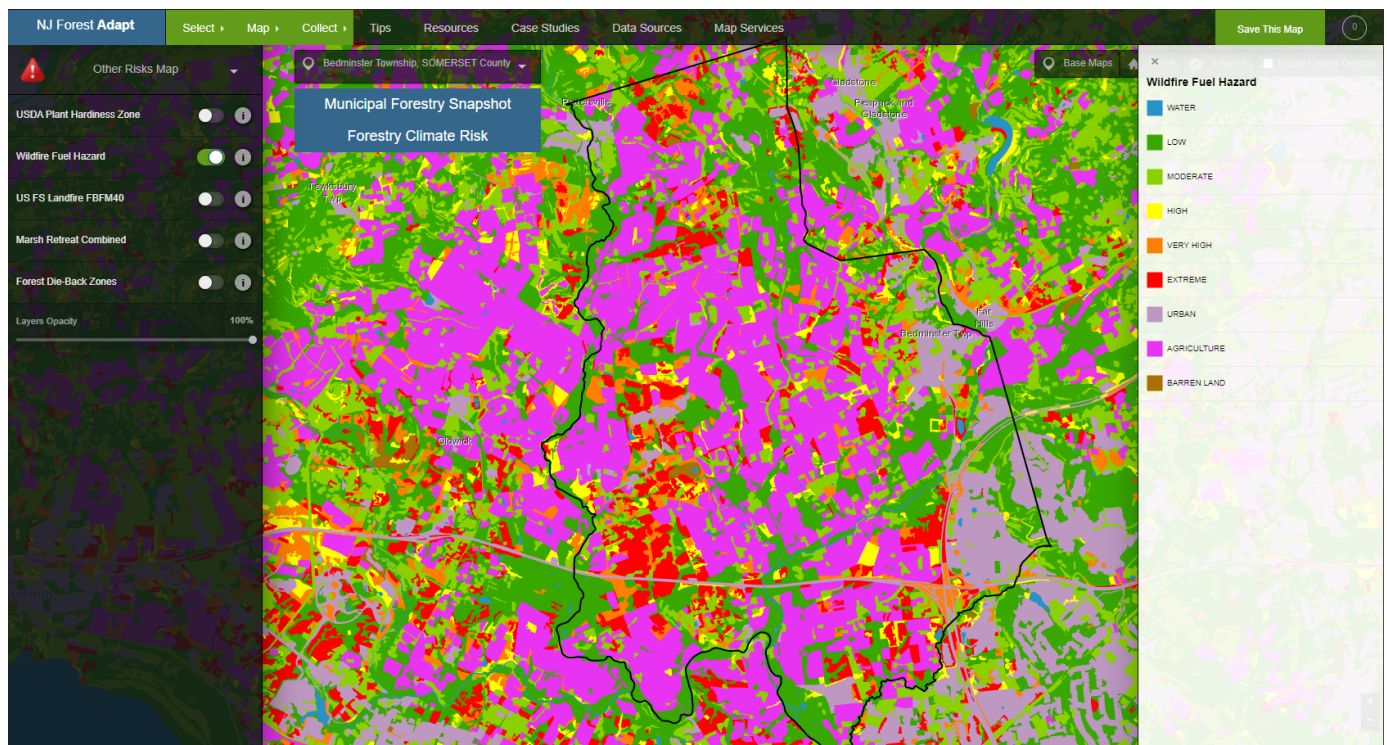 NJ Forest Adapt
Select
Map
Collect
Tips
Resources
Case Studies
Data Sources
Map Services
Save This Map
0
Other Risks Map
USDA Plant Hardiness Zone
Wildfire Fuel Hazard
US FS Landfire FBFM40
Marsh Retreat Combined
Forest Die-Back Zones
Layers Opacity 100%
Bedminster Township, SOMERSET County
Municipal Forestry Snapshot
Forestry Climate Risk
Base Maps
Gladstone
Peapack and
Gladstone
Pottersville
Tewksbury
Twp
Far
Hills
Bedminster Twp
Oldwick
Lebanon
×
Wildfire Fuel Hazard
WATER
LOW
MODERATE
HIGH
VERY HIGH
EXTREME
URBAN
AGRICULTURE
BARREN LAND